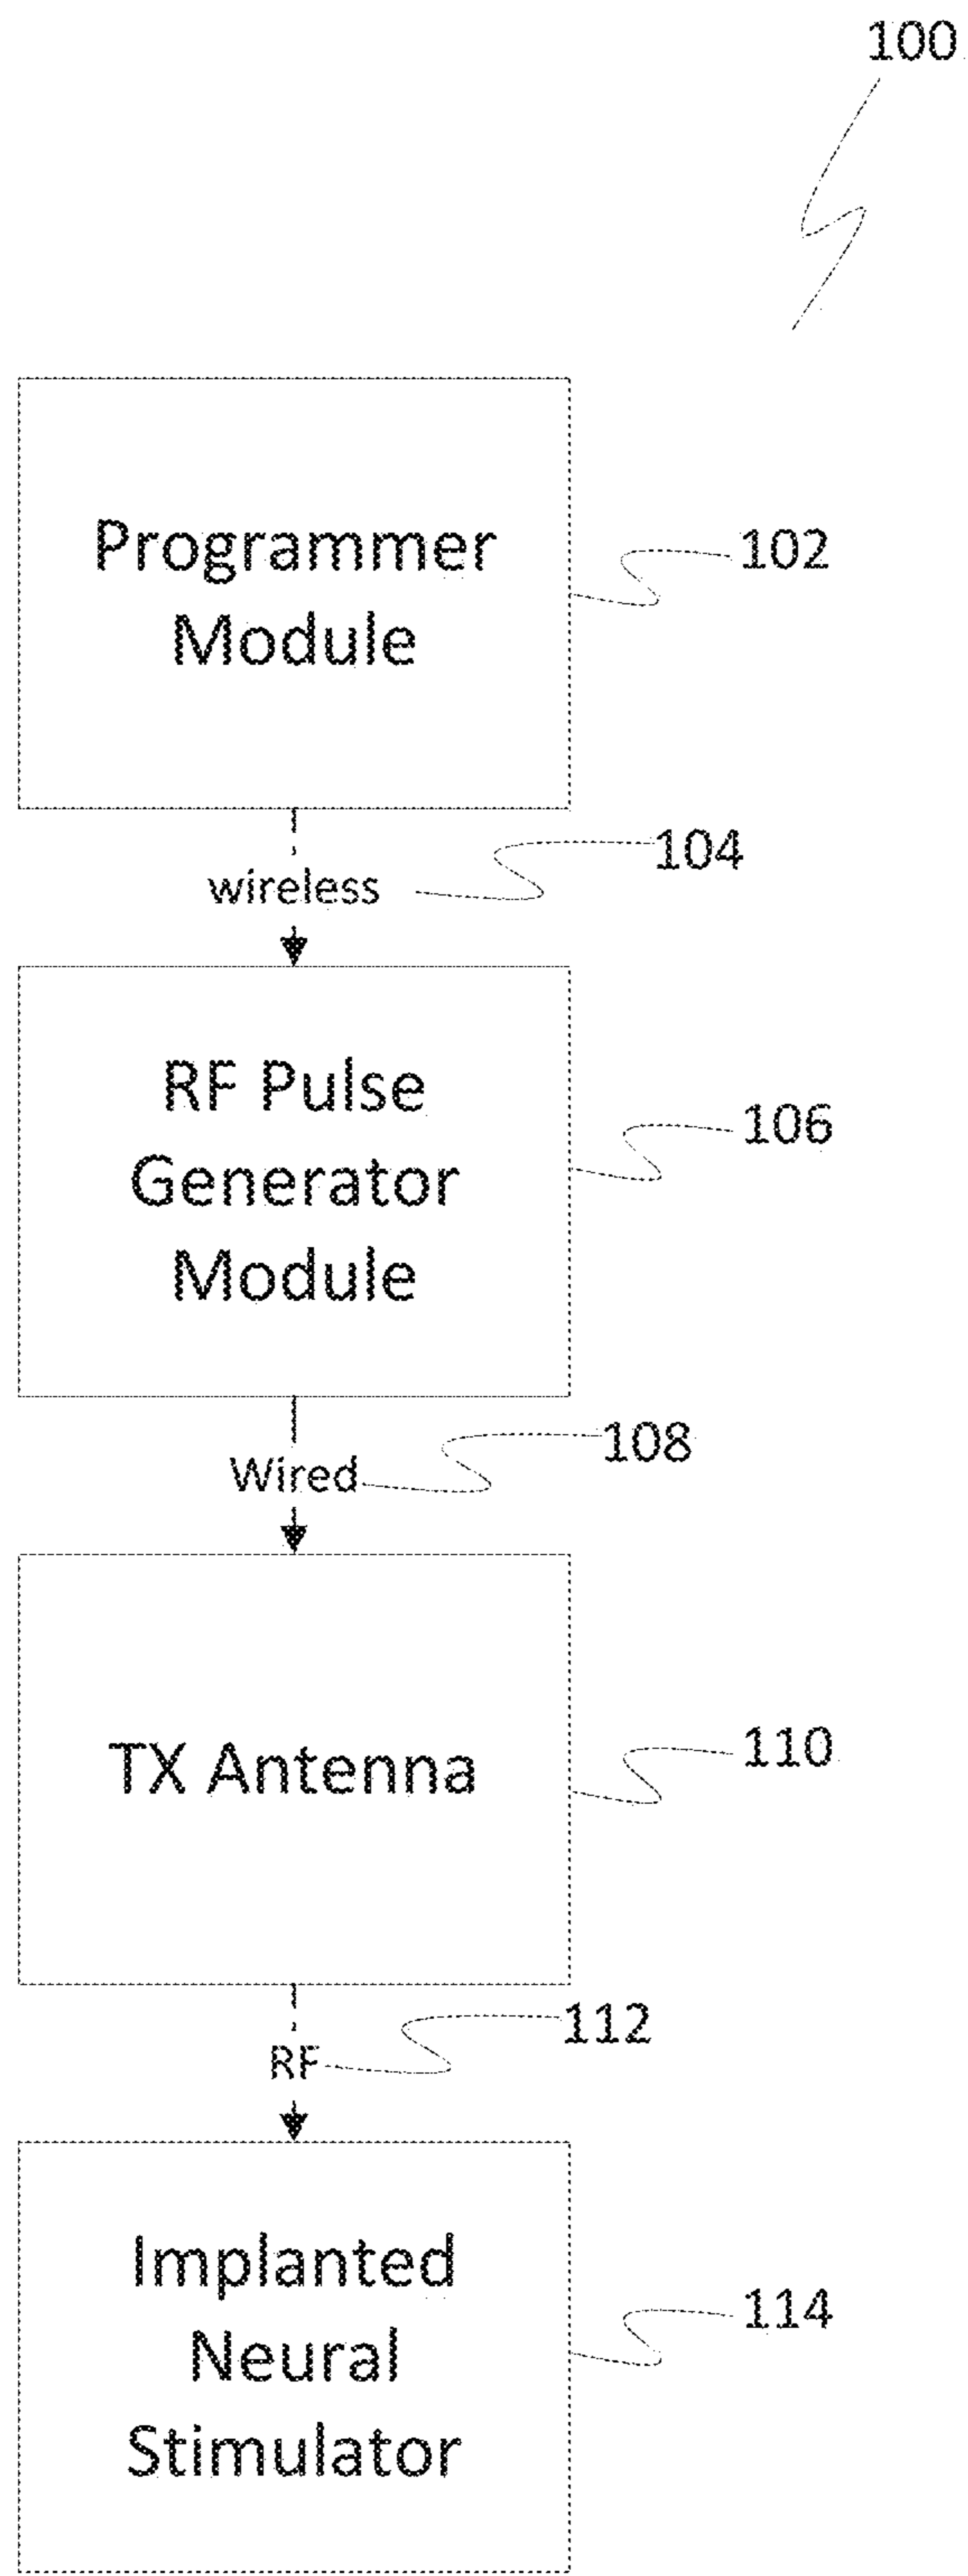 100
Programmer
Module
102
104
wireless
RF Pulse
Generator
Module
106
108
Wired
TX Antenna
110
112
RF
Implanted
Neural
Stimulator
114